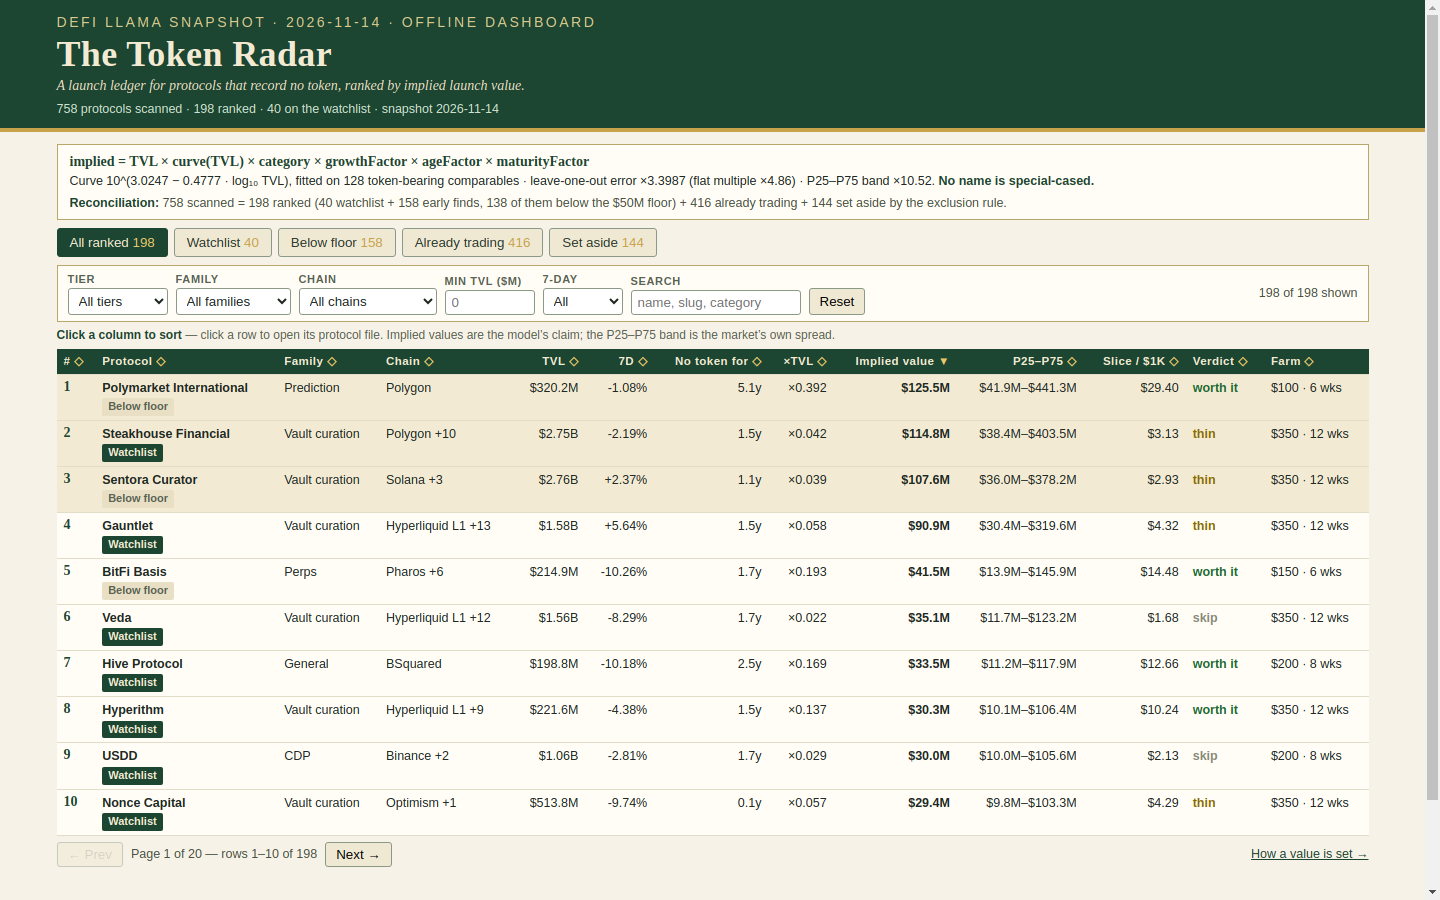 DEFI LLAMA SNAPSHOT · 2026-11-14 · OFFLINE DASHBOARD
The Token Radar
A launch ledger for protocols that record no token, ranked by implied launch value.
758 protocols scanned · 198 ranked · 40 on the watchlist · snapshot 2026-11-14
implied = TVL × curve(TVL) × category × growthFactor × ageFactor × maturityFactor
Curve 10^(3.0247 − 0.4777 · log₁₀ TVL), fitted on 128 token-bearing comparables · leave-one-out error ×3.3987 (flat multiple ×4.86) · P25–P75 band ×10.52. No name is special-cased.
Reconciliation: 758 scanned = 198 ranked (40 watchlist + 158 early finds, 138 of them below the $50M floor) + 416 already trading + 144 set aside by the exclusion rule.
All ranked 198 Watchlist 40 Below floor 158 Already trading 416 Set aside 144
TIER FAMILY CHAIN MIN TVL ($M) 7-DAY SEARCH
All tiers All families All chains 0 All name, slug, category Reset 198 of 198 shown
Click a column to sort — click a row to open its protocol file. Implied values are the model's claim; the P25–P75 band is the market's own spread.
# ◇ Protocol ◇ Family ◇ Chain ◇ TVL ◇ 7D ◇ No token for ◇ ×TVL ◇ Implied value ▼ P25–P75 ◇ Slice / $1K ◇ Verdict ◇ Farm ◇
1 Polymarket International Prediction Polygon $320.2M -1.08% 5.1y ×0.392 $125.5M $41.9M–$441.3M $29.40 worth it $100 · 6 wks
Below floor
2 Steakhouse Financial Vault curation Polygon +10 $2.75B -2.19% 1.5y ×0.042 $114.8M $38.4M–$403.5M $3.13 thin $350 · 12 wks
Watchlist
3 Sentora Curator Vault curation Solana +3 $2.76B +2.37% 1.1y ×0.039 $107.6M $36.0M–$378.2M $2.93 thin $350 · 12 wks
Below floor
4 Gauntlet Vault curation Hyperliquid L1 +13 $1.58B +5.64% 1.5y ×0.058 $90.9M $30.4M–$319.6M $4.32 thin $350 · 12 wks
Watchlist
5 BitFi Basis Perps Pharos +6 $214.9M -10.26% 1.7y ×0.193 $41.5M $13.9M–$145.9M $14.48 worth it $150 · 6 wks
Below floor
6 Veda Vault curation Hyperliquid L1 +12 $1.56B -8.29% 1.7y ×0.022 $35.1M $11.7M–$123.2M $1.68 skip $350 · 12 wks
Watchlist
7 Hive Protocol General BSquared $198.8M -10.18% 2.5y ×0.169 $33.5M $11.2M–$117.9M $12.66 worth it $200 · 8 wks
Watchlist
8 Hyperithm Vault curation Hyperliquid L1 +9 $221.6M -4.38% 1.5y ×0.137 $30.3M $10.1M–$106.4M $10.24 worth it $350 · 12 wks
Watchlist
9 USDD CDP Binance +2 $1.06B -2.81% 1.7y ×0.029 $30.0M $10.0M–$105.6M $2.13 skip $200 · 8 wks
Watchlist
10 Nonce Capital Vault curation Optimism +1 $513.8M -9.74% 0.1y ×0.057 $29.4M $9.8M–$103.3M $4.29 thin $350 · 12 wks
Watchlist
← Prev Page 1 of 20 — rows 1–10 of 198 Next → How a value is set →